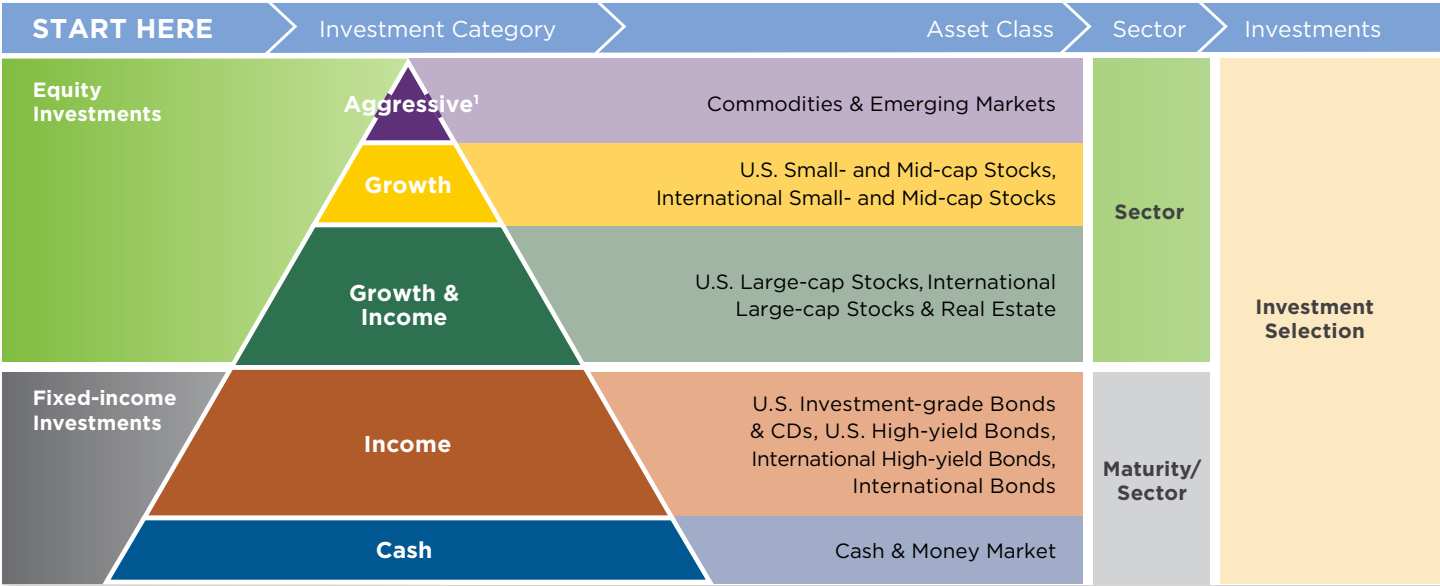 START HERE
Investment Category
Asset Class
Sector
Investments
Equity
Investments
Aggressive¹
Commodities & Emerging Markets
Growth
U.S. Small- and Mid-cap Stocks,
International Small- and Mid-cap Stocks
Sector
Growth &
Income
U.S. Large-cap Stocks, International
Large-cap Stocks & Real Estate
Investment
Selection
Fixed-income
Investments
Income
U.S. Investment-grade Bonds
& CDs, U.S. High-yield Bonds,
International High-yield Bonds,
International Bonds
Maturity/
Sector
Cash
Cash & Money Market